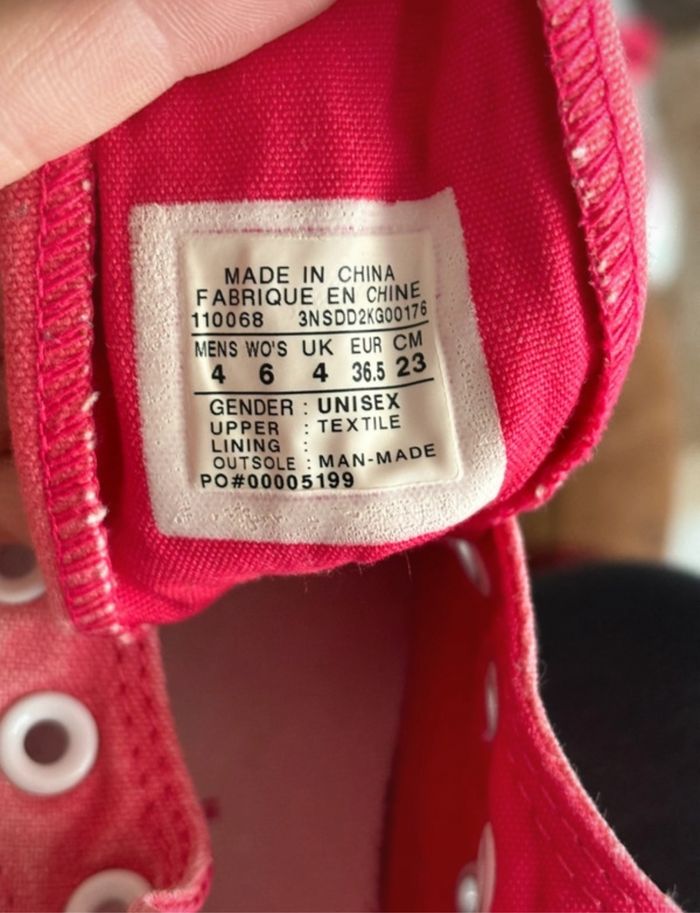 MADE IN CHINA
FABRIQUE EN CHINE
110068 3NSDD2KG00176
MENS WO'S UK EUR CM
4 6 4 36.5 23
GENDER : UNISEX
UPPER : TEXTILE
LINING :
OUTSOLE : MAN-MADE
PO#00005199